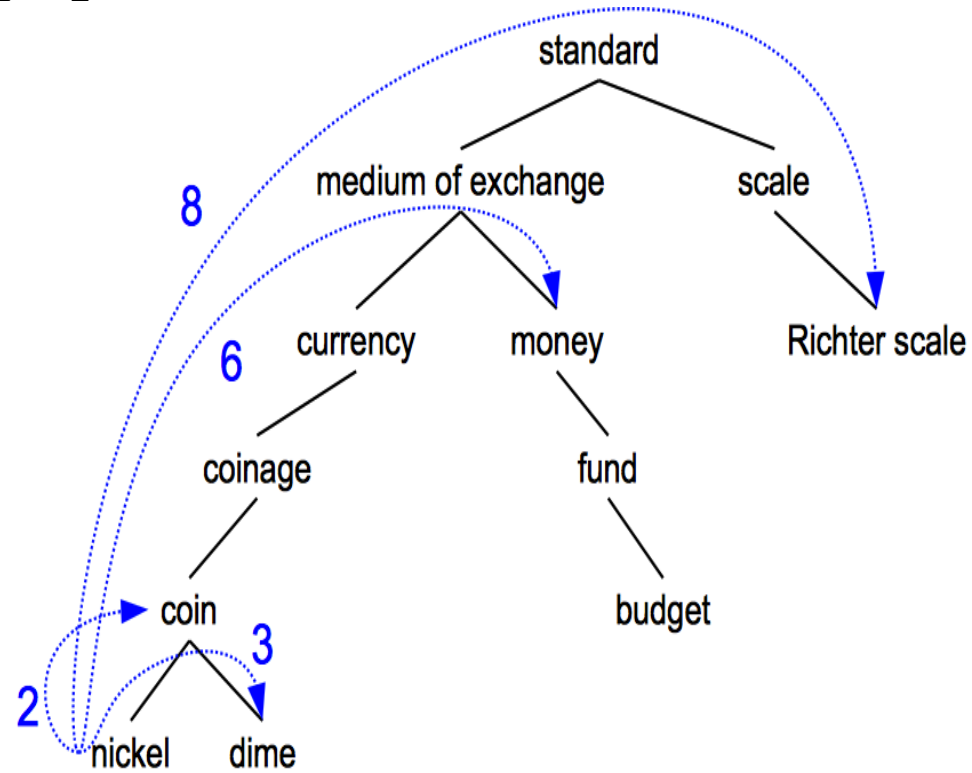 standard
medium of exchange
scale
8
currency
money
Richter scale
6
coinage
fund
coin
budget
3
2
nickel
dime